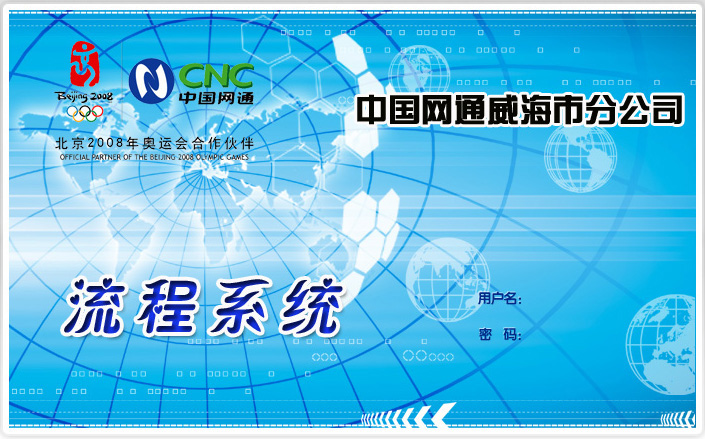 Beijing 2008
CNC
中国网通
北京2008年奥运会合作伙伴
OFFICIAL PARTNER OF THE BEIJING 2008 OLYMPIC GAMES
中国网通威海市分公司
流程系统
用户名:
密 码: